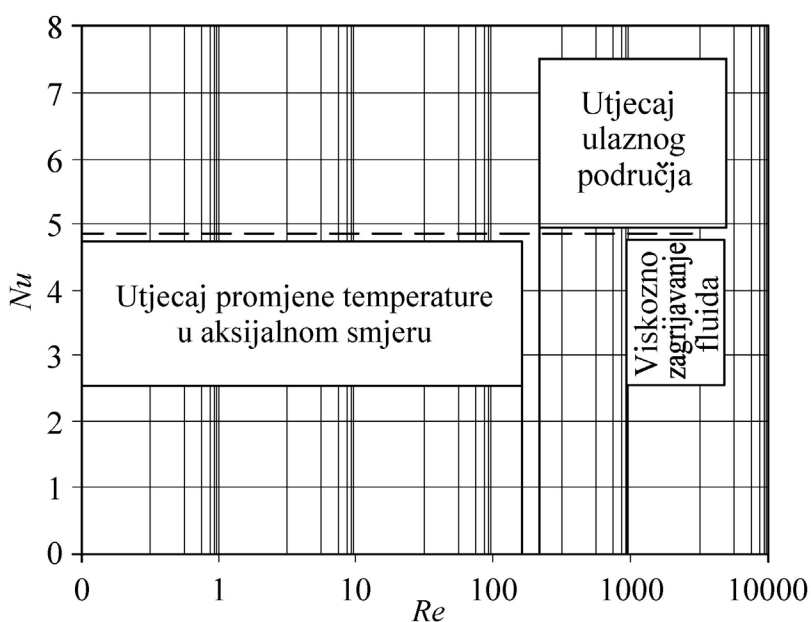 8
7
6
5
4
3
2
1
0
Nu
Utjecaj
ulaznog
područja
Utjecaj promjene temperature
u aksijalnom smjeru
Viskozno
zagrijavanje
fluida
0 1 10 100 1000 10000
Re